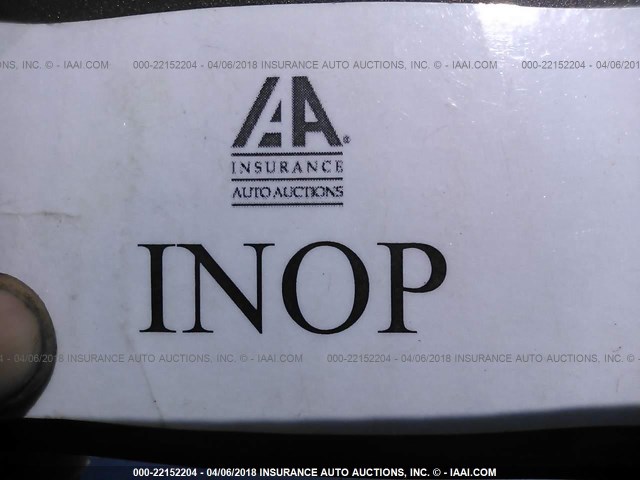 NS, INC. © - IAAI.COM 000-22152204 - 04/06/2018 INSURANCE AUTO AUCTIONS, INC. © - IAAI.COM 000-22152204 - 04/06/2018
IAA®
INSURANCE
AUTO AUCTIONS
INOP
4 - 04/06/2018 INSURANCE AUTO AUCTIONS, INC. © - IAAI.COM 000-22152204 - 04/06/2018 INSURANCE AUTO AUCTIONS, INC. ©
000-22152204 - 04/06/2018 INSURANCE AUTO AUCTIONS, INC. © - IAAI.COM